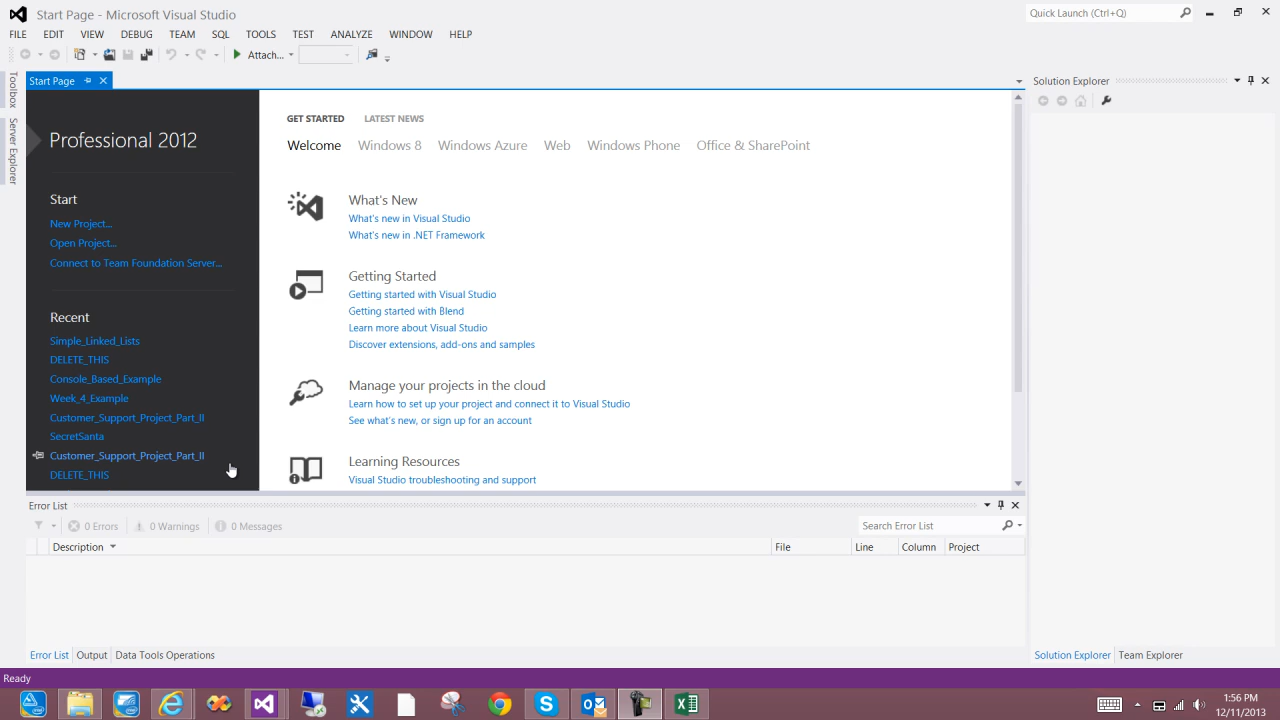 Start Page - Microsoft Visual Studio
Quick Launch (Ctrl+Q)
FILE EDIT VIEW DEBUG TEAM SQL TOOLS TEST ANALYZE WINDOW HELP
Attach...
Toolbox
Server Explorer
Start Page
Solution Explorer
Professional 2012
Start
New Project...
Open Project...
Connect to Team Foundation Server...
Recent
Simple_Linked_Lists
DELETE_THIS
Console_Based_Example
Week_4_Example
Customer_Support_Project_Part_II
SecretSanta
Customer_Support_Project_Part_II
DELETE_THIS
GET STARTED LATEST NEWS
Welcome Windows 8 Windows Azure Web Windows Phone Office & SharePoint
What's New
What's new in Visual Studio
What's new in .NET Framework
Getting Started
Getting started with Visual Studio
Getting started with Blend
Learn more about Visual Studio
Discover extensions, add-ons and samples
Manage your projects in the cloud
Learn how to set up your project and connect it to Visual Studio
See what's new, or sign up for an account
Learning Resources
Visual Studio troubleshooting and support
Error List
0 Errors 0 Warnings 0 Messages
Search Error List
Description File Line Column Project
Error List Output Data Tools Operations
Solution Explorer Team Explorer
Ready
1:56 PM
12/11/2013